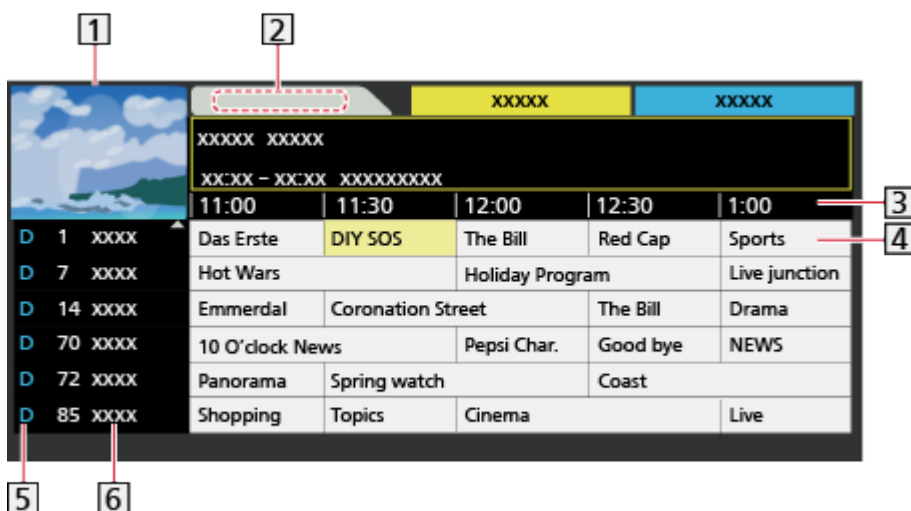 1 2
xxxxx xxxxx
xxxxx xxxxx
xx:xx – xx:xx xxxxxxxxx
11:00 11:30 12:00 12:30 1:00 3
D 1 xxxx Das Erste DIY SOS The Bill Red Cap Sports 4
D 7 xxxx Hot Wars Holiday Program Live junction
D 14 xxxx Emmerdal Coronation Street The Bill Drama
D 70 xxxx 10 O'clock News Pepsi Char. Good bye NEWS
D 72 xxxx Panorama Spring watch Coast
D 85 xxxx Shopping Topics Cinema Live
5 6